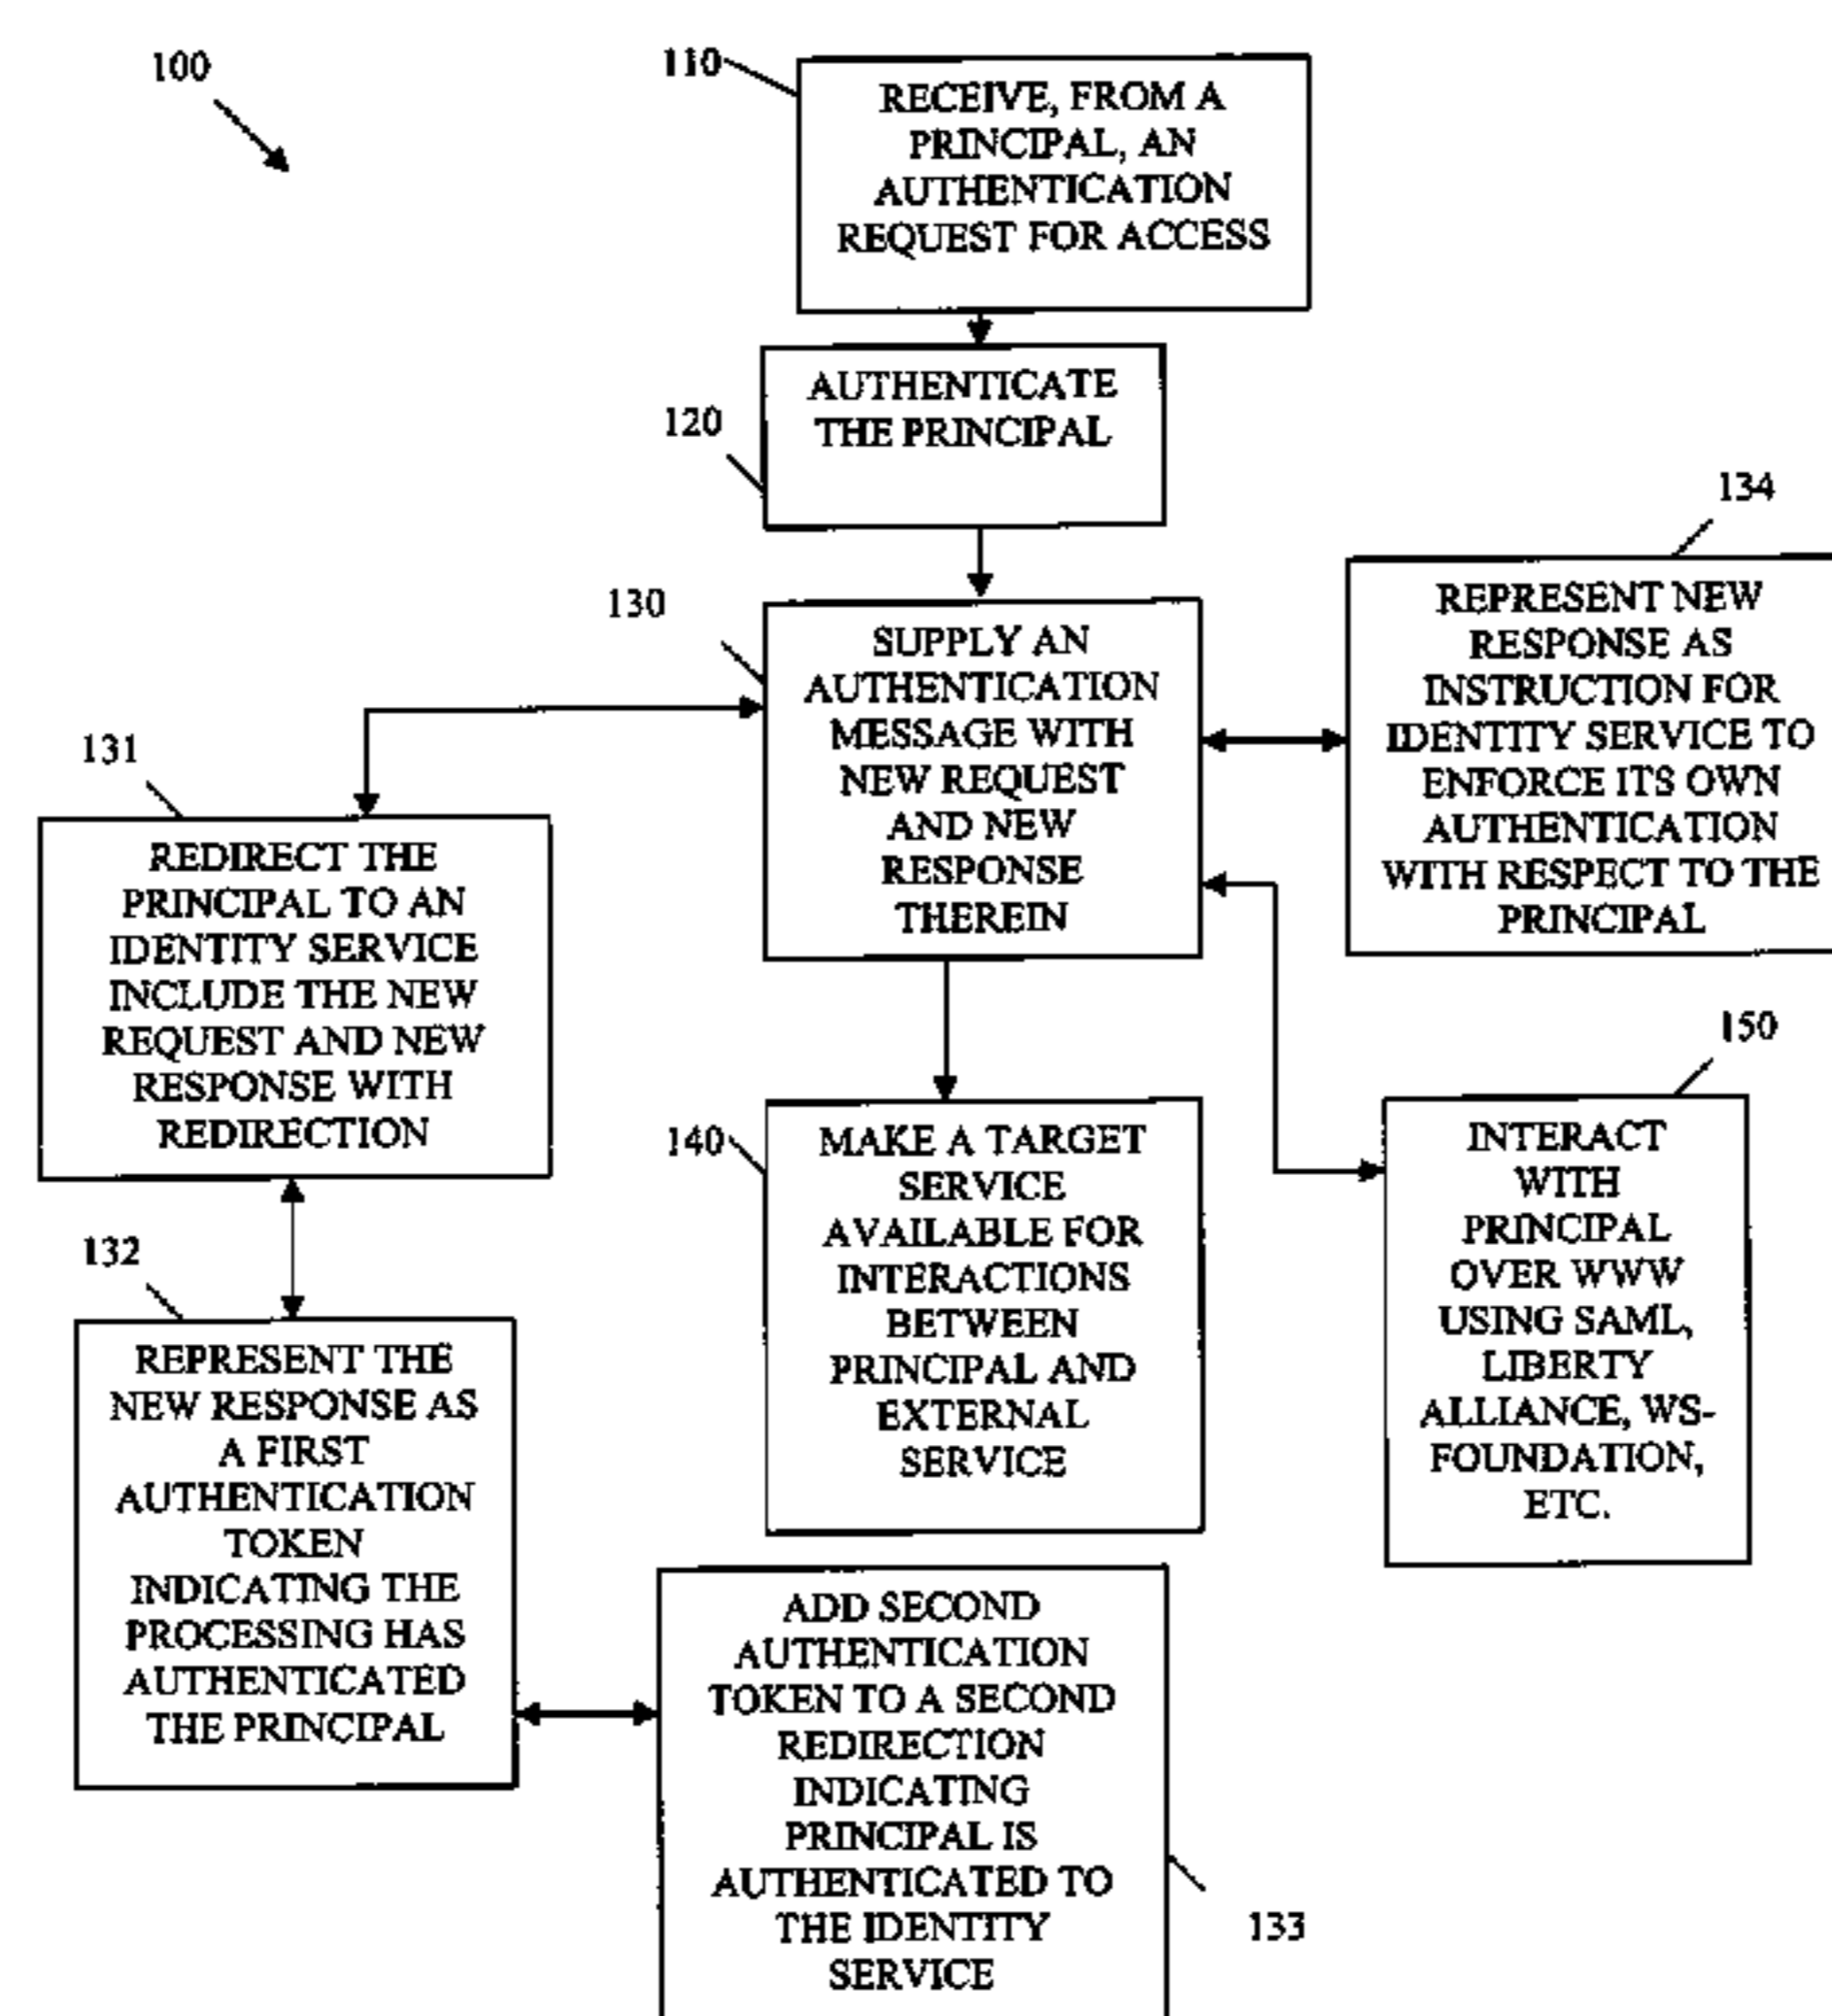 100
110
RECEIVE, FROM A
PRINCIPAL, AN
AUTHENTICATION
REQUEST FOR ACCESS
120
AUTHENTICATE
THE PRINCIPAL
130
SUPPLY AN
AUTHENTICATION
MESSAGE WITH
NEW REQUEST
AND NEW
RESPONSE
THEREIN
134
REPRESENT NEW
RESPONSE AS
INSTRUCTION FOR
IDENTITY SERVICE TO
ENFORCE ITS OWN
AUTHENTICATION
WITH RESPECT TO THE
PRINCIPAL
131
REDIRECT THE
PRINCIPAL TO AN
IDENTITY SERVICE
INCLUDE THE NEW
REQUEST AND NEW
RESPONSE WITH
REDIRECTION
140
MAKE A TARGET
SERVICE
AVAILABLE FOR
INTERACTIONS
BETWEEN
PRINCIPAL AND
EXTERNAL
SERVICE
150
INTERACT
WITH
PRINCIPAL
OVER WWW
USING SAML,
LIBERTY
ALLIANCE, WS-
FOUNDATION,
ETC.
132
REPRESENT THE
NEW RESPONSE AS
A FIRST
AUTHENTICATION
TOKEN
INDICATING THE
PROCESSING HAS
AUTHENTICATED
THE PRINCIPAL
ADD SECOND
AUTHENTICATION
TOKEN TO A SECOND
REDIRECTION
INDICATING
PRINCIPAL IS
AUTHENTICATED TO
THE IDENTITY
SERVICE
133